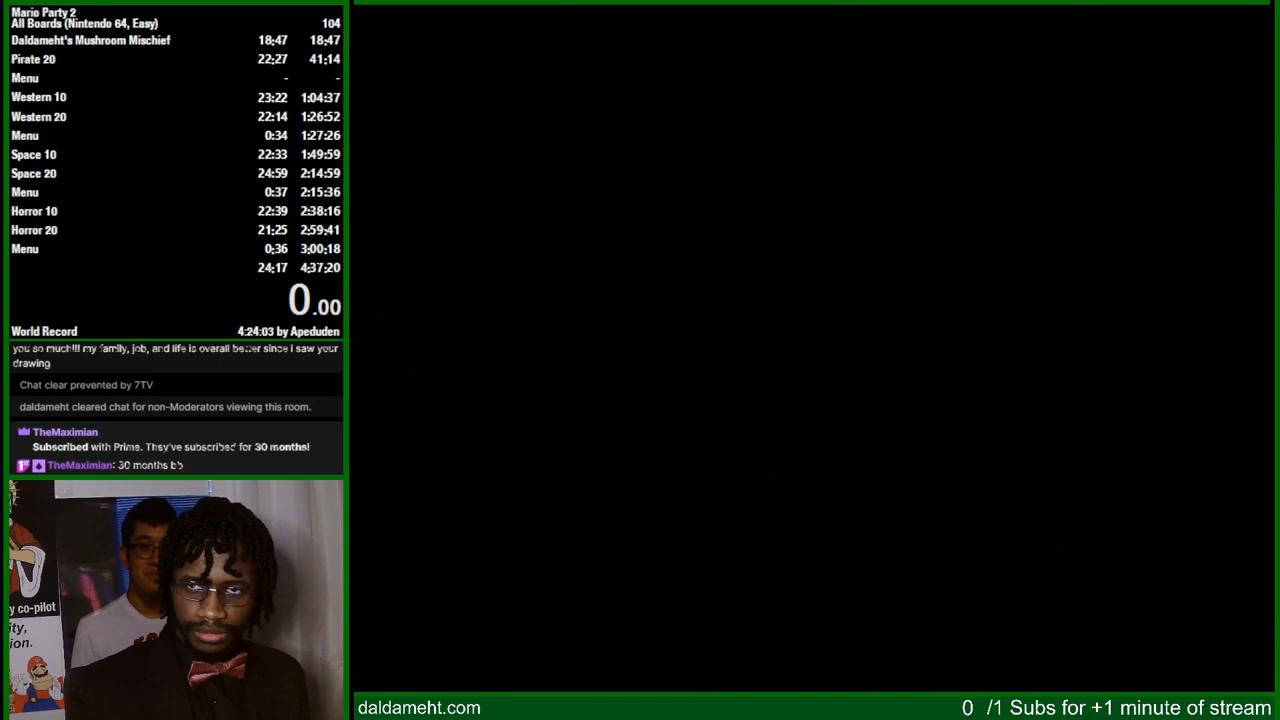 Mario Party 2
All Boards (Nintendo 64, Easy) 104
Daldameht's Mushroom Mischief 18:47 18:47
Pirate 20 22:27 41:14
Menu - -
Western 10 23:22 1:04:37
Western 20 22:14 1:26:52
Menu 0:34 1:27:26
Space 10 22:33 1:49:59
Space 20 24:59 2:14:59
Menu 0:37 2:15:36
Horror 10 22:39 2:38:16
Horror 20 21:25 2:59:41
Menu 0:36 3:00:18
24:17 4:37:20
0.00
World Record 4:24:03 by Apeduden
you so much!!! my family, job, and life is overall better since i saw your
drawing
Chat clear prevented by 7TV
daldameht cleared chat for non-Moderators viewing this room.
TheMaximian
Subscribed with Prime. They've subscribed for 30 months!
1st TheMaximian: 30 months bb
y co-pilot
ity,
ion.
daldameht.com 0 /1 Subs for +1 minute of stream